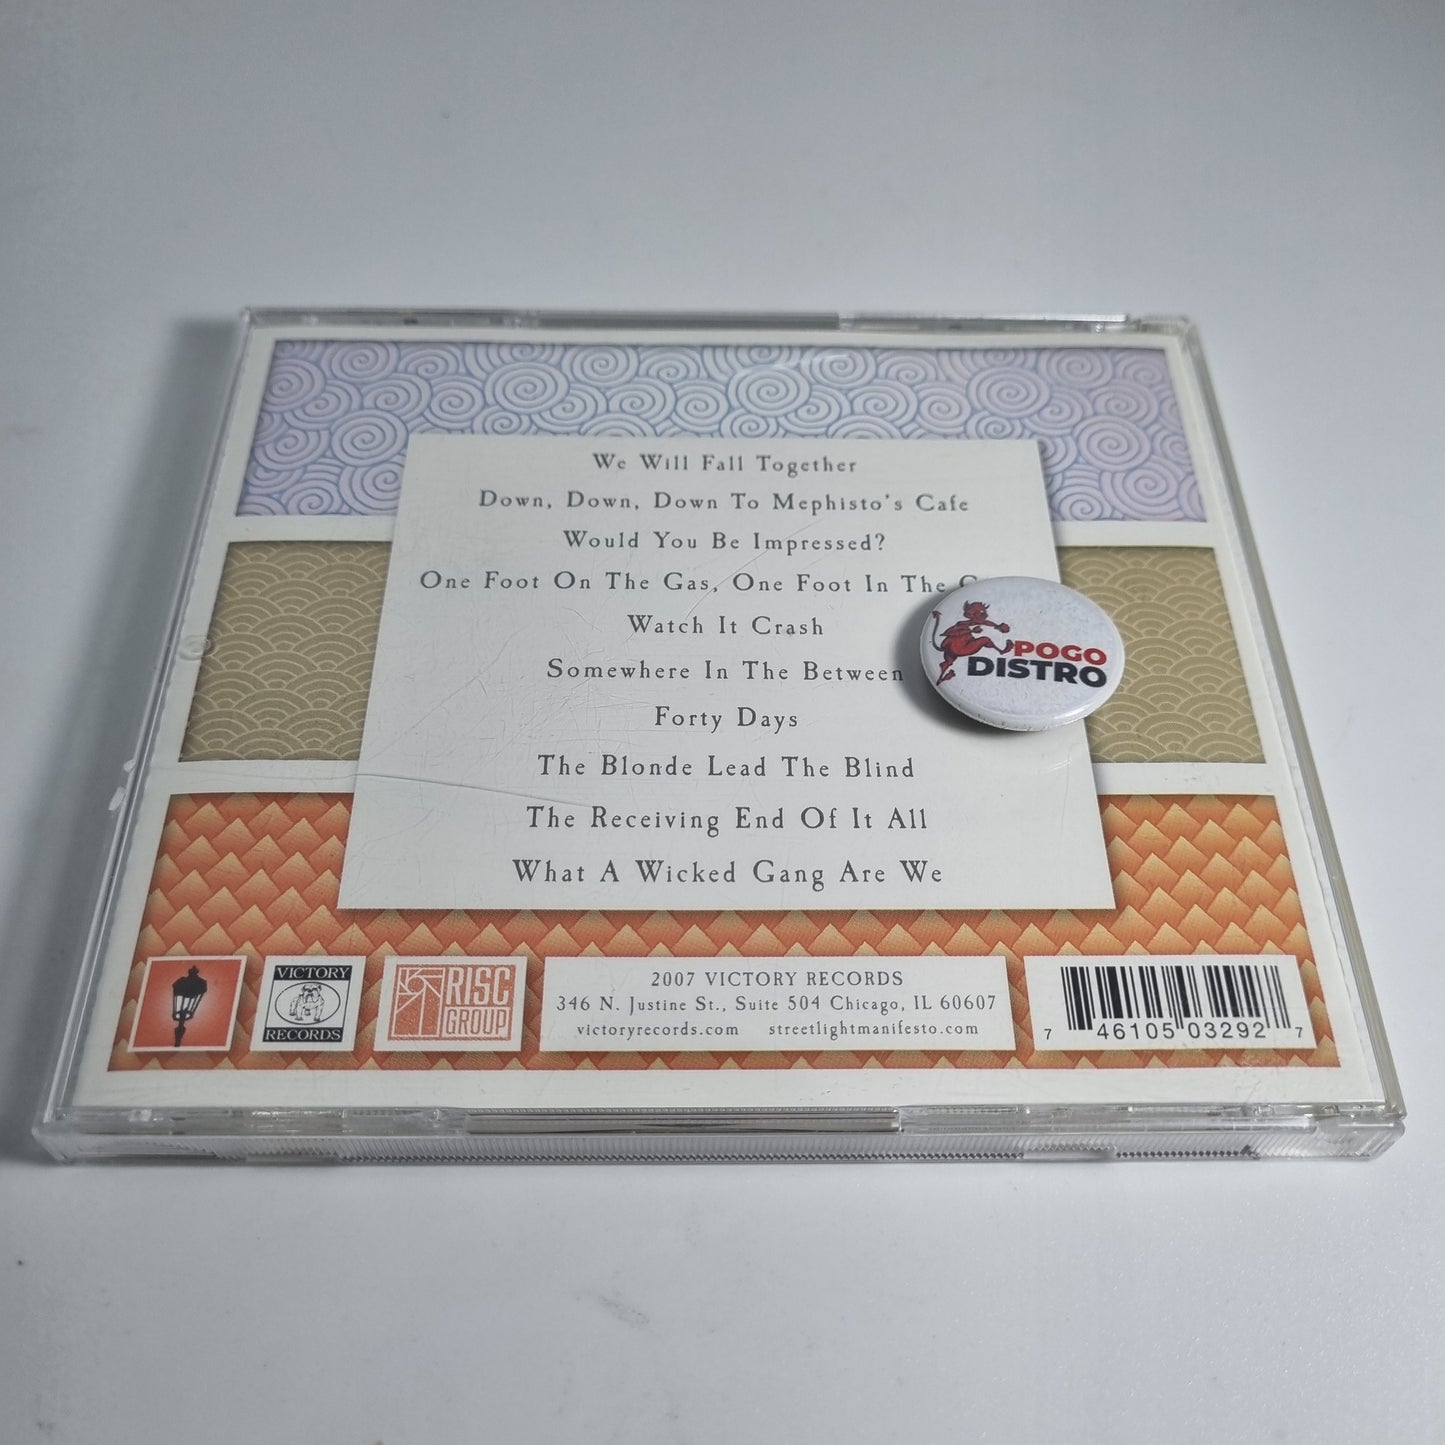 We Will Fall Together
Down, Down, Down To Mephisto's Cafe
Would You Be Impressed?
One Foot On The Gas, One Foot In The
Watch It Crash
Somewhere In The Between
Forty Days
The Blonde Lead The Blind
The Receiving End Of It All
What A Wicked Gang Are We
POGO
DISTRO
VICTORY
RECORDS
RISC
GROUP
2007 VICTORY RECORDS
346 N. Justine St., Suite 504 Chicago, IL 60607
victoryrecords.com streetlightmanifesto.com
7 46105 03292 7